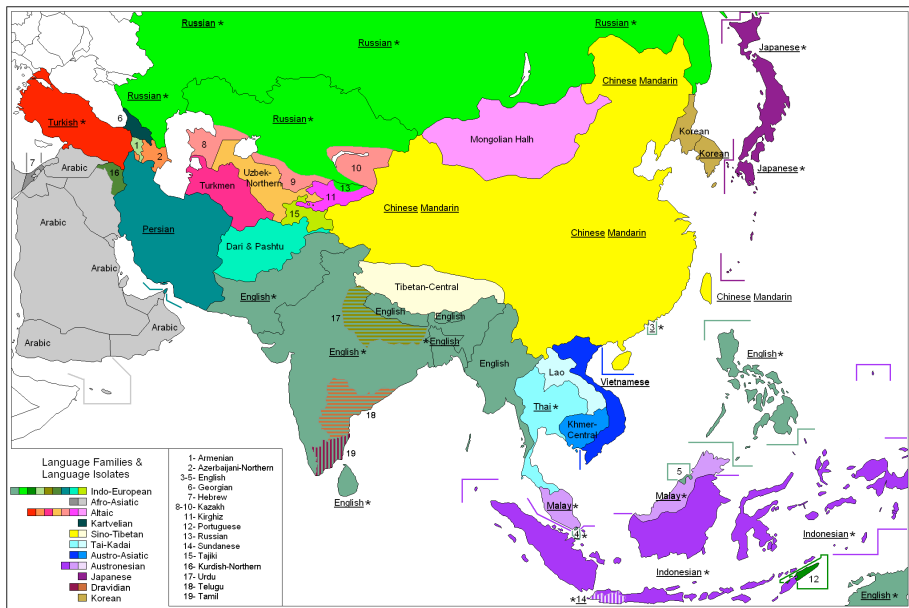 Russian *
Russian *
Russian *
Japanese *
Chinese Mandarin
Russian *
Russian *
6
Turkish *
Mongolian Halh
Korean
Korean
1
2
8
7
Arabic
16
10
Uzbek-
Northern
9
13
11
Turkmen
Japanese *
Arabic
15
Chinese Mandarin
Persian
Chinese Mandarin
Dari & Pashtu
Arabic
Tibetan-Central
English *
Chinese Mandarin
English
English
17
Arabic
3 *
*English
English *
English
English *
Lao
Vietnamese
Thai *
18
Khmer-
Central
19
5
English *
Malay *
Malay *
4 *
Indonesian *
Indonesian *
12
*14
English *
Language Families &
Language Isolates
Indo-European
Afro-Asiatic
Altaic
Kartvelian
Sino-Tibetan
Tai-Kadai
Austro-Asiatic
Austronesian
Japanese
Dravidian
Korean
1- Armenian
2- Azerbaijani-Northern
3-5- English
6- Georgian
7- Hebrew
8-10- Kazakh
11- Kirghiz
12- Portuguese
13- Russian
14- Sundanese
15- Tajiki
16- Kurdish-Northern
17- Urdu
18- Telugu
19- Tamil